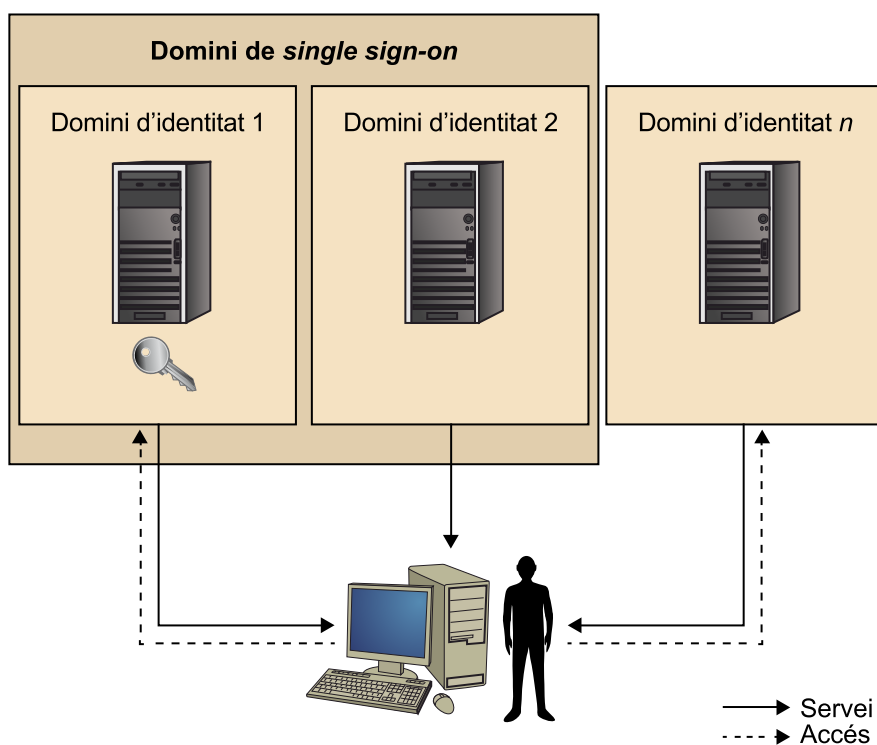 Domini de single sign-on
Domini d’identitat 1
Domini d’identitat 2
Domini d’identitat n
Servei
Accés